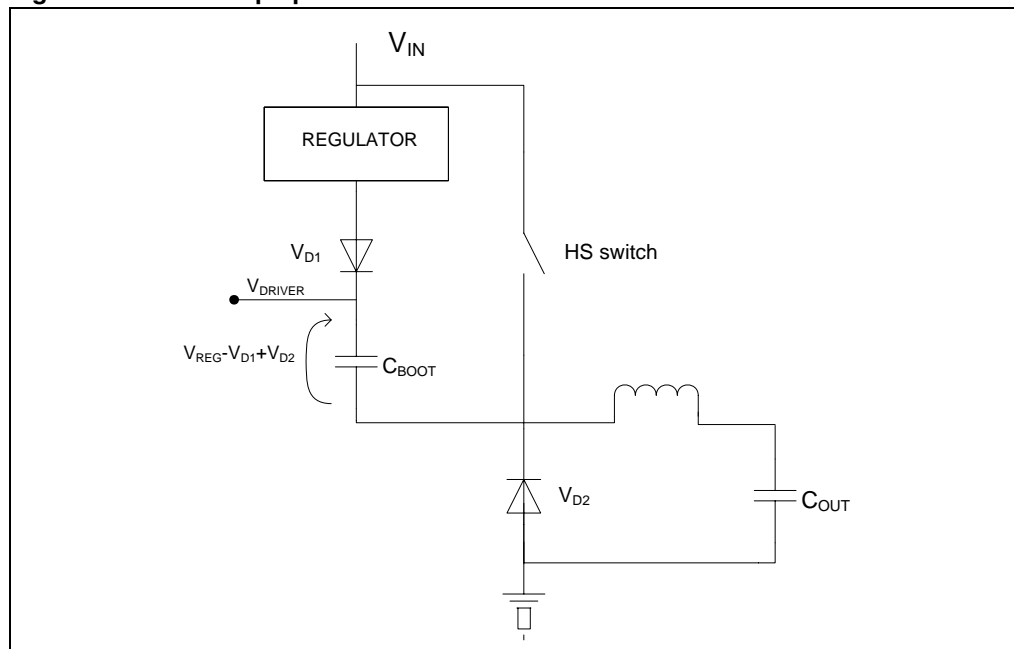 V_IN
REGULATOR
V_D1
HS switch
V_DRIVER
V_REG-V_D1+V_D2
C_BOOT
V_D2
C_OUT